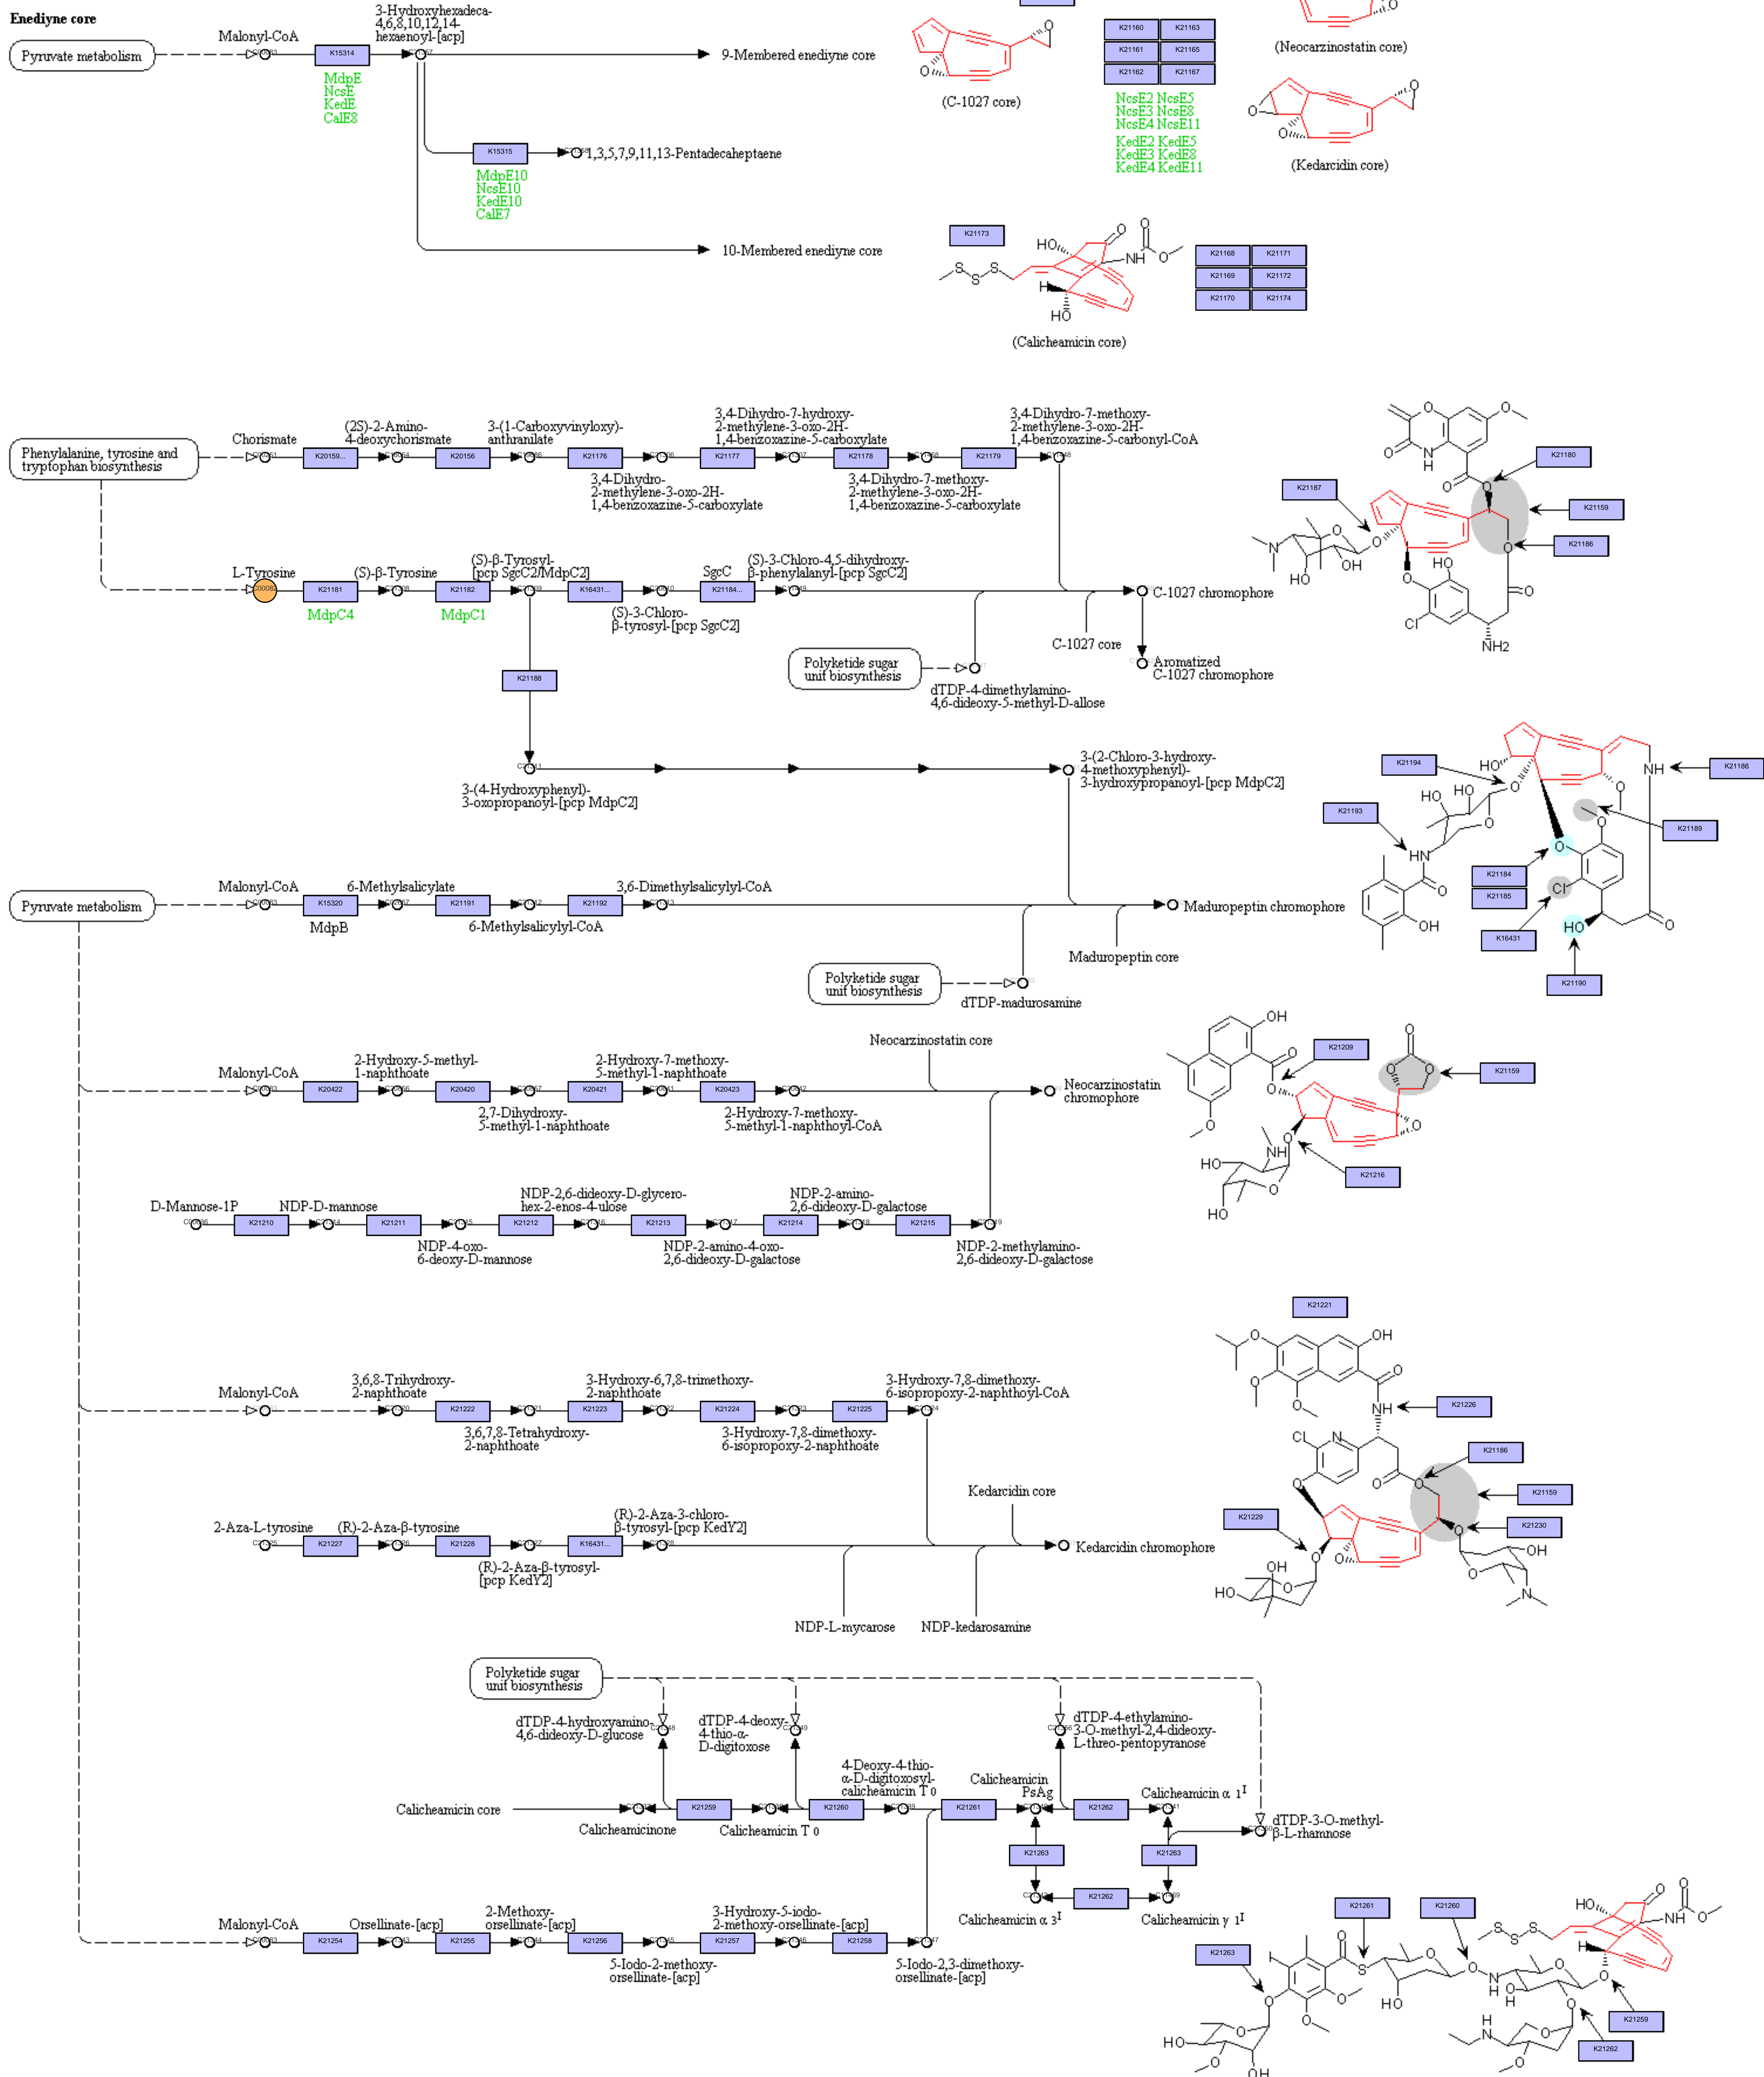 Enediyne core
Pyruvate metabolism
Malonyl-CoA
K15314
MdpE
NcsE
KedE
CalE8
3-Hydroxyhexadeca-
4,6,8,10,12,14-
hexaenoyl-[acp]
9-Membered enediyne core
K15315
MdpE10
NcsE10
KedE10
CalE7
1,3,5,7,9,11,13-Pentadecaheptaene
10-Membered enediyne core
O
O
(C-1027 core)
K21160 K21163
K21161 K21165
K21162 K21167
NcsE2 NcsE5
NcsE3 NcsE8
NcsE4 NcsE11
KedE2 KedE5
KedE3 KedE8
KedE4 KedE11
(Neocarzinostatin core)
(Kedarcidin core)
K21173
(Calicheamicin core)
K21168 K21171
K21169 K21172
K21170 K21174
Phenylalanine, tyrosine and
tryptophan biosynthesis
Chorismate
K20159...
(2S)-2-Amino-
4-deoxychorismate
K20156
3-(1-Carboxyvinyloxy)-
anthranilate
K21176
3,4-Dihydro-
2-methylene-3-oxo-2H-
1,4-benzoxazine-5-carboxylate
K21177
3,4-Dihydro-7-hydroxy-
2-methylene-3-oxo-2H-
1,4-benzoxazine-5-carboxylate
K21178
3,4-Dihydro-7-methoxy-
2-methylene-3-oxo-2H-
1,4-benzoxazine-5-carboxylate
K21179
3,4-Dihydro-7-methoxy-
2-methylene-3-oxo-2H-
1,4-benzoxazine-5-carbonyl-CoA
K21180
K21187
K21159
K21186
L-Tyrosine
K21181
MdpC4
(S)-β-Tyrosine
K21182
MdpC1
(S)-β-Tyrosyl-
[pcp SgcC2/MdpC2]
K16431...
(S)-3-Chloro-
β-tyrosyl-[pcp SgcC2]
SgcC
K21184...
(S)-3-Chloro-4,5-dihydroxy-
β-phenylalanyl-[pcp SgcC2]
C-1027 chromophore
C-1027 core
Aromatized
C-1027 chromophore
Polyketide sugar
unif biosynthesis
dTDP-4-dimethylamino-
4,6-dideoxy-5-methyl-D-allose
K21188
3-(4-Hydroxyphenyl)-
3-oxopropanoyl-[pcp MdpC2]
3-(2-Chloro-3-hydroxy-
4-methoxyphenyl)-
3-hydroxypropanoyl-[pcp MdpC2]
K21194
K21186
K21193
K21189
K21184
K21185
K16431
K21190
Pyruvate metabolism
Malonyl-CoA
K15320
MdpB
6-Methylsalicylate
K21191
6-Methylsalicylyl-CoA
K21192
3,6-Dimethylsalicylyl-CoA
Maduropeptin chromophore
Maduropeptin core
Polyketide sugar
unif biosynthesis
dTDP-madurosamine
Malonyl-CoA
K20422
2-Hydroxy-5-methyl-
1-naphthoate
K20420
2,7-Dihydroxy-
5-methyl-1-naphthoate
K20421
2-Hydroxy-7-methoxy-
5-methyl-1-naphthoate
K20423
2-Hydroxy-7-methoxy-
5-methyl-1-naphthoyl-CoA
Neocarzinostatin core
Neocarzinostatin
chromophore
K21209
K21159
K21216
D-Mannose-1P
K21210
NDP-D-mannose
K21211
NDP-4-oxo-
6-deoxy-D-mannose
K21212
NDP-2,6-dideoxy-D-glycero-
hex-2-enos-4-ulose
K21213
NDP-2-amino-4-oxo-
2,6-dideoxy-D-galactose
K21214
NDP-2-amino-
2,6-dideoxy-D-galactose
K21215
NDP-2-methylamino-
2,6-dideoxy-D-galactose
K21221
Malonyl-CoA
3,6,8-Trihydroxy-
2-naphthoate
K21222
3,6,7,8-Tetrahydroxy-
2-naphthoate
K21223
3-Hydroxy-6,7,8-trimethoxy-
2-naphthoate
K21224
3-Hydroxy-7,8-dimethoxy-
6-isopropoxy-2-naphthoate
K21225
3-Hydroxy-7,8-dimethoxy-
6-isopropoxy-2-naphthoyl-CoA
K21226
K21186
K21159
K21230
K21229
2-Aza-L-tyrosine
K21227
(R)-2-Aza-β-tyrosine
K21228
(R)-2-Aza-β-tyrosyl-
[pcp KedY2]
K16431...
(R)-2-Aza-3-chloro-
β-tyrosyl-[pcp KedY2]
Kedarcidin core
Kedarcidin chromophore
NDP-L-mycarose
NDP-kedarosamine
Polyketide sugar
unif biosynthesis
dTDP-4-hydroxyamino-
4,6-dideoxy-D-glucose
dTDP-4-deoxy-
4-thio-α-
D-digitoxose
dTDP-4-ethylamino-
3-O-methyl-2,4-dideoxy-
L-threo-pentopyranose
Calicheamicin core
Calicheamicinone
K21259
Calicheamicin T 0
K21260
4-Deoxy-4-thio-
α-D-digitoxosyl-
calicheamicin T 0
K21261
Calicheamicin
PsAg
K21262
Calicheamicin α 1I
dTDP-3-O-methyl-
β-L-rhamnose
K21263
K21263
K21262
Calicheamicin α 3I
Calicheamicin γ 1I
Malonyl-CoA
K21254
Orsellinate-[acp]
K21255
2-Methoxy-
orsellinate-[acp]
K21256
5-Iodo-2-methoxy-
orsellinate-[acp]
K21257
3-Hydroxy-5-iodo-
2-methoxy-orsellinate-[acp]
K21258
5-Iodo-2,3-dimethoxy-
orsellinate-[acp]
K21261
K21260
K21263
K21259
K21262